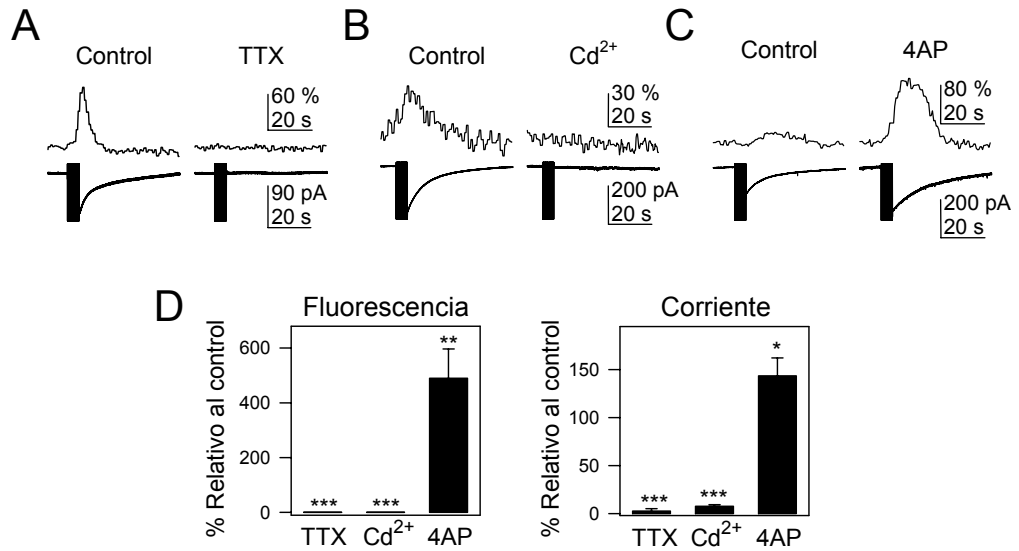 A
Control
TTX
60 %
20 s
90 pA
20 s
B
Control
Cd²⁺
30 %
20 s
200 pA
20 s
C
Control
4AP
80 %
20 s
200 pA
20 s
D
Fluorescencia
% Relativo al control
600
400
200
0
**
***
***
TTX
Cd²⁺
4AP
Corriente
% Relativo al control
150
100
50
0
*
***
***
TTX
Cd²⁺
4AP